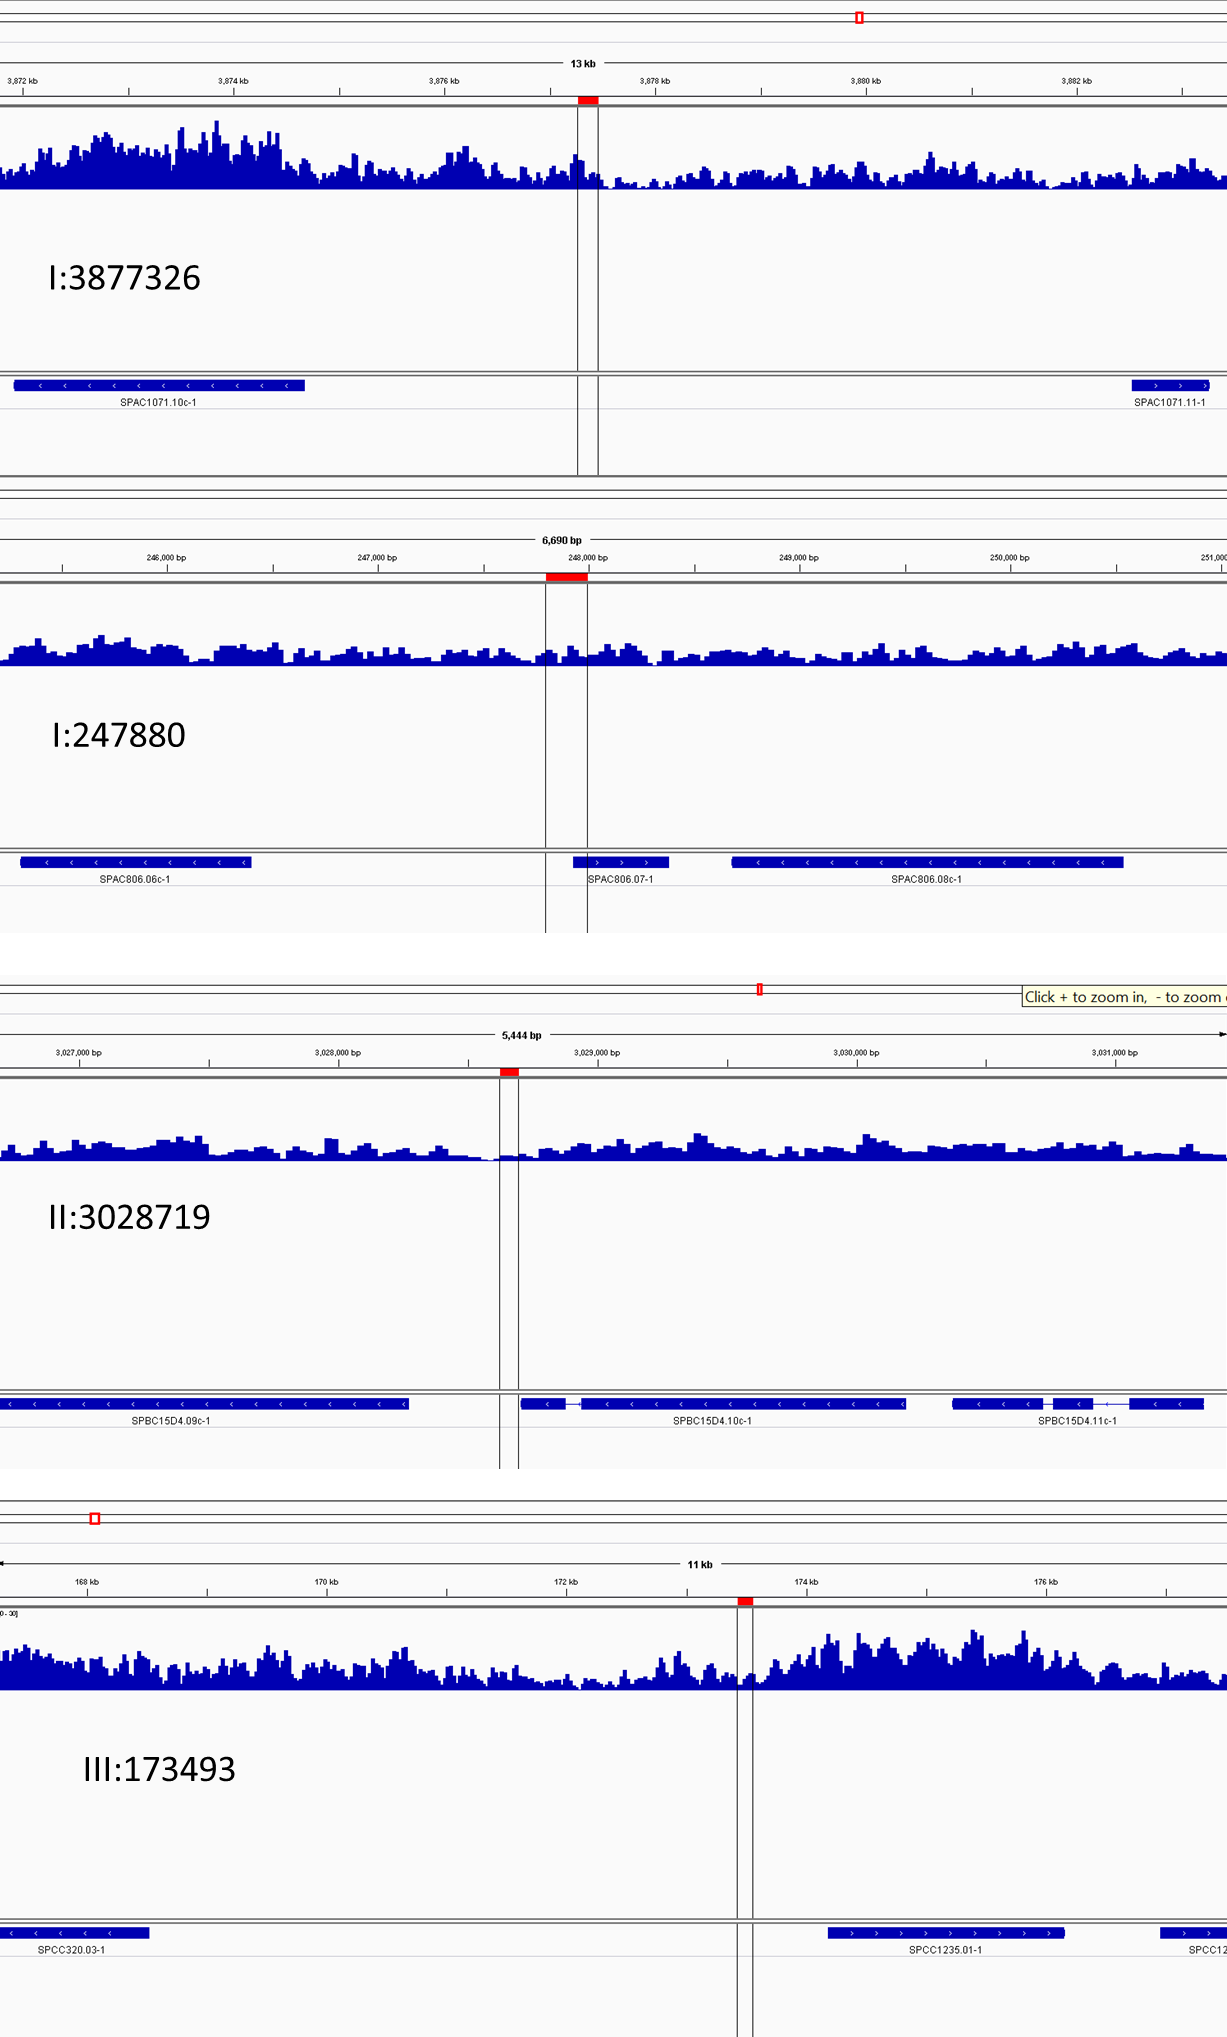 13 kb
3,872 kb 3,874 kb 3,876 kb 3,878 kb 3,880 kb 3,882 kb
I:3877326
SPAC1071.10c-1 SPAC1071.11-1
6,690 bp
246,000 bp 247,000 bp 248,000 bp 249,000 bp 250,000 bp 251,00
I:247880
SPAC806.06c-1 SPAC806.07-1 SPAC806.08c-1
Click + to zoom in, - to zoom
5,444 bp
3,027,000 bp 3,028,000 bp 3,029,000 bp 3,030,000 bp 3,031,000 bp
II:3028719
SPBC15D4.09c-1 SPBC15D4.10c-1 SPBC15D4.11c-1
11 kb
168 kb 170 kb 172 kb 174 kb 176 kb
0 - 30]
III:173493
SPCC320.03-1 SPCC1235.01-1 SPCC12